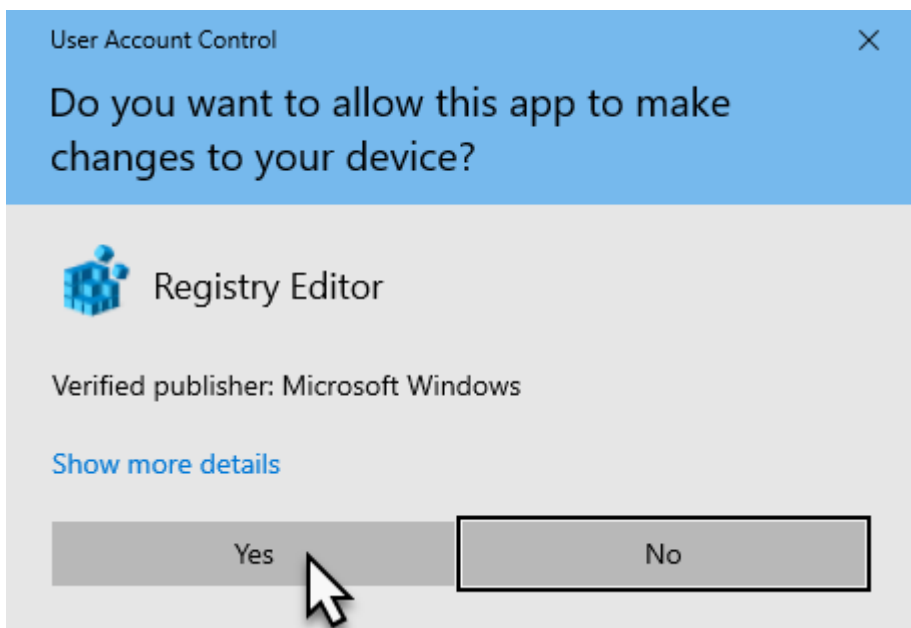 User Account Control
Do you want to allow this app to make
changes to your device?
Registry Editor
Verified publisher: Microsoft Windows
Show more details
Yes
No